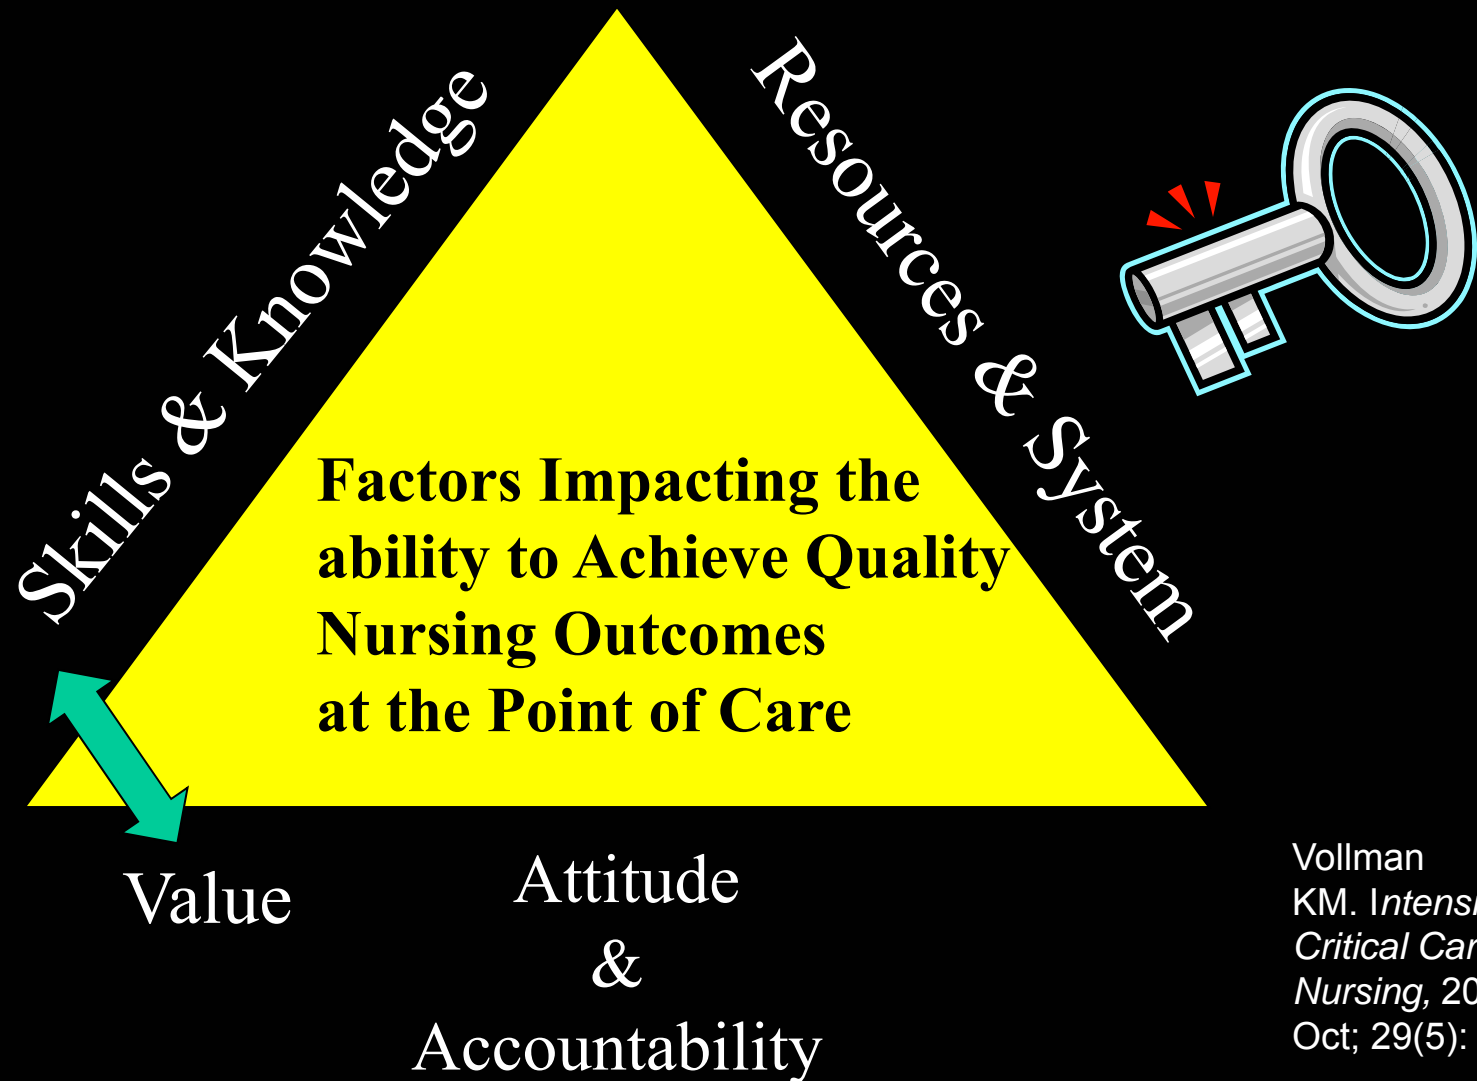 Skills & Knowledge
Resources & System
Factors Impacting the
ability to Achieve Quality
Nursing Outcomes
at the Point of Care
Value
Attitude
&
Accountability
Vollman
KM.
Critical
Nursing,
Oct; 29(5):